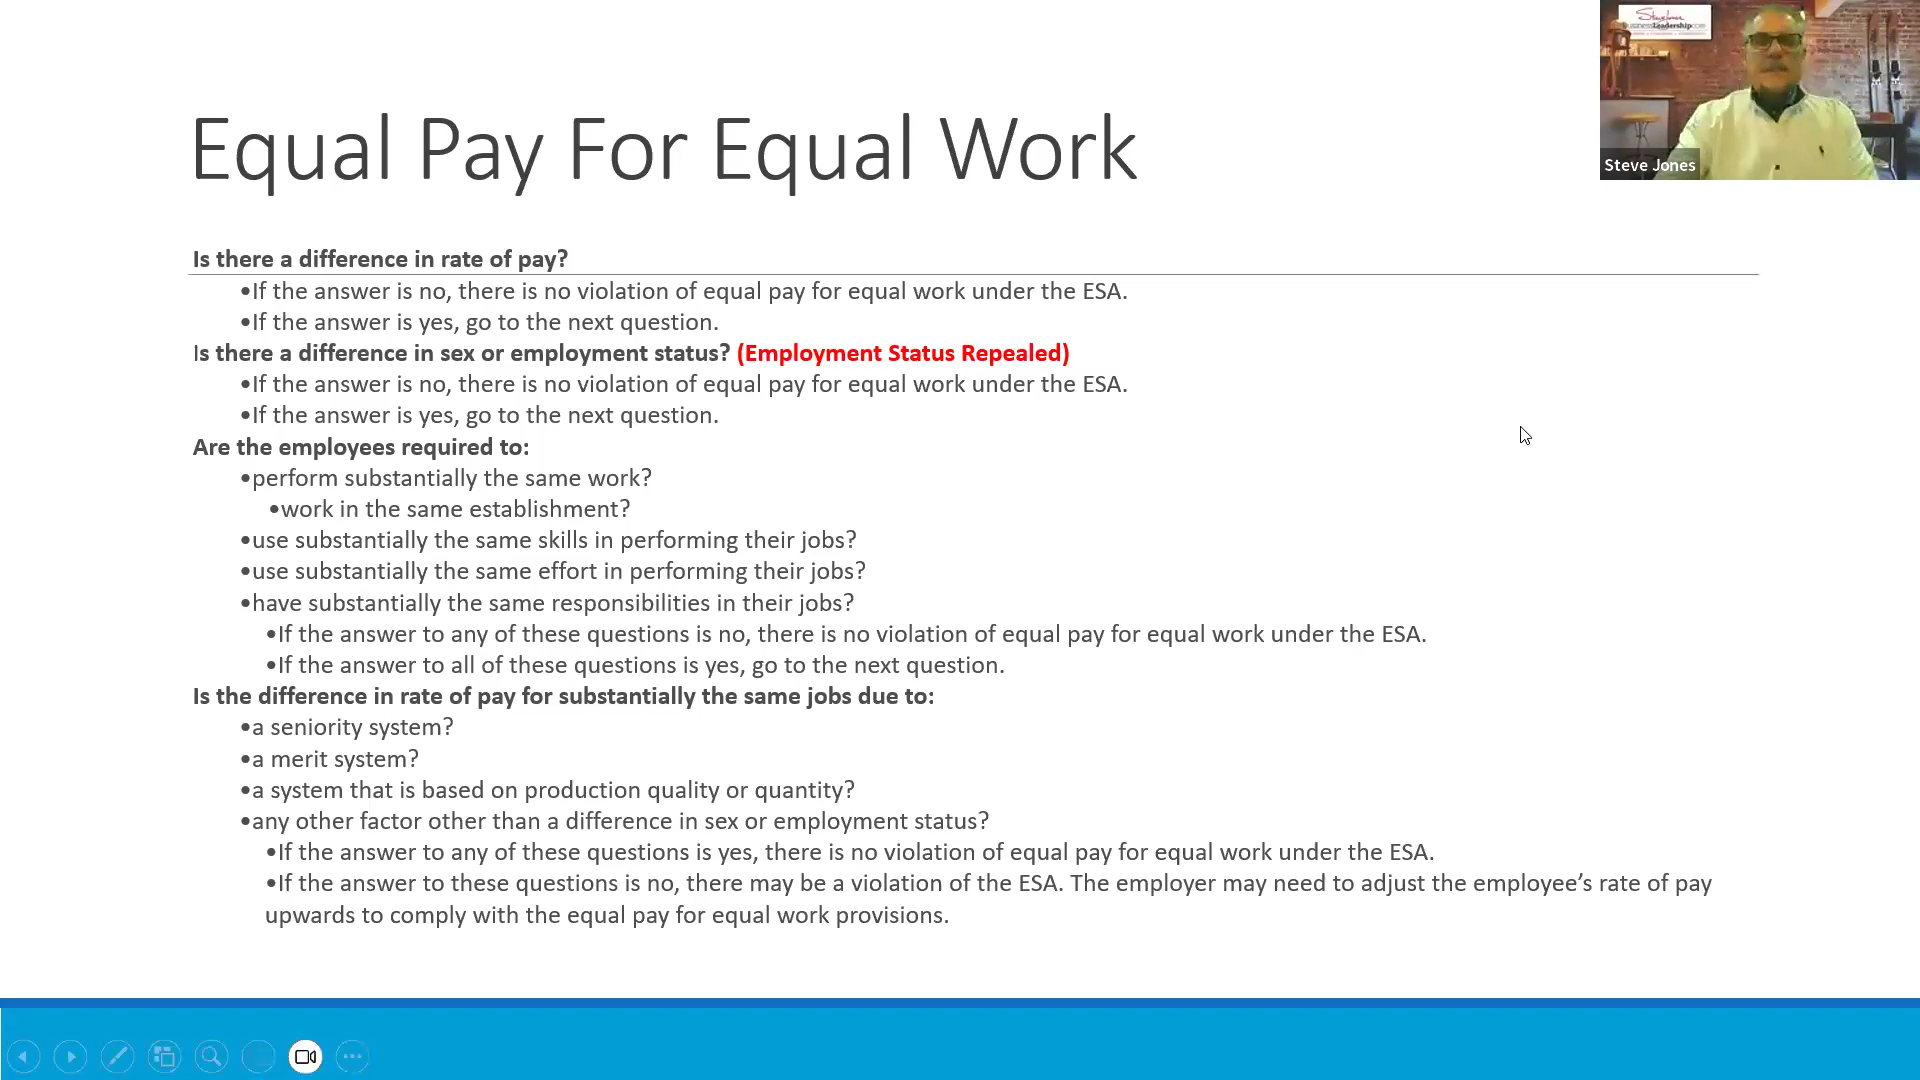 Equal Pay For Equal Work
Steve Jones
Is there a difference in rate of pay?
•If the answer is no, there is no violation of equal pay for equal work under the ESA.
•If the answer is yes, go to the next question.
Is there a difference in sex or employment status? (Employment Status Repealed)
•If the answer is no, there is no violation of equal pay for equal work under the ESA.
•If the answer is yes, go to the next question.
Are the employees required to:
•perform substantially the same work?
•work in the same establishment?
•use substantially the same skills in performing their jobs?
•use substantially the same effort in performing their jobs?
•have substantially the same responsibilities in their jobs?
•If the answer to any of these questions is no, there is no violation of equal pay for equal work under the ESA.
•If the answer to all of these questions is yes, go to the next question.
Is the difference in rate of pay for substantially the same jobs due to:
•a seniority system?
•a merit system?
•a system that is based on production quality or quantity?
•any other factor other than a difference in sex or employment status?
•If the answer to any of these questions is yes, there is no violation of equal pay for equal work under the ESA.
•If the answer to these questions is no, there may be a violation of the ESA. The employer may need to adjust the employee’s rate of pay
upwards to comply with the equal pay for equal work provisions.